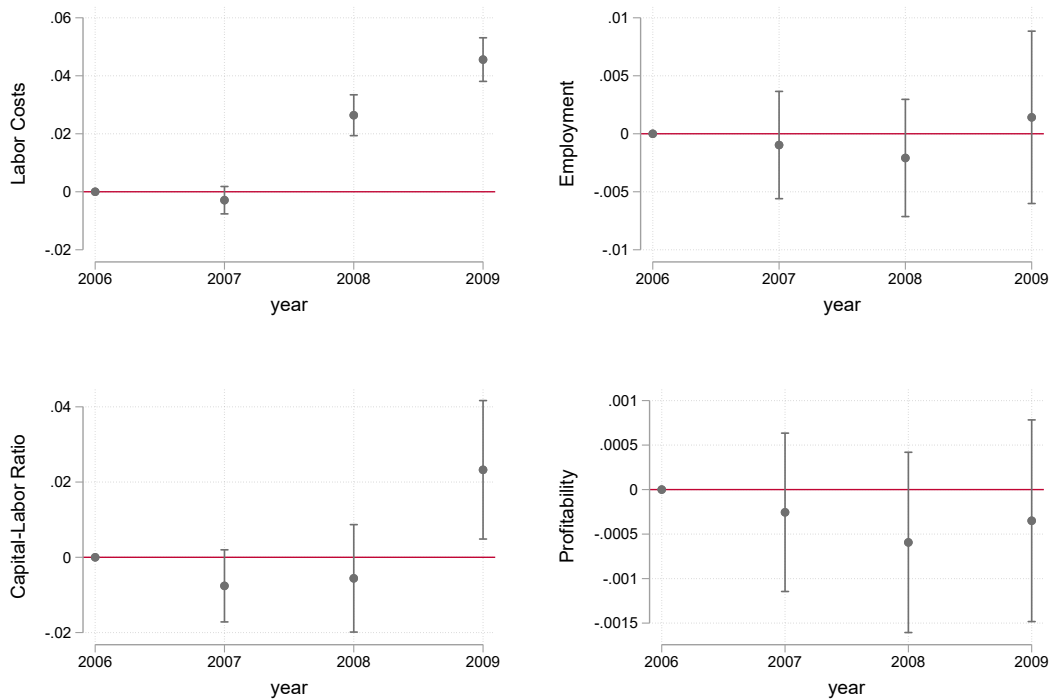 Labor Costs
.06
.04
.02
0
-.02
2006 2007 2008 2009
year
Employment
.01
.005
0
-.005
-.01
2006 2007 2008 2009
year
Capital-Labor Ratio
.04
.02
0
-.02
2006 2007 2008 2009
year
Profitability
.001
.0005
0
-.0005
-.001
-.0015
2006 2007 2008 2009
year